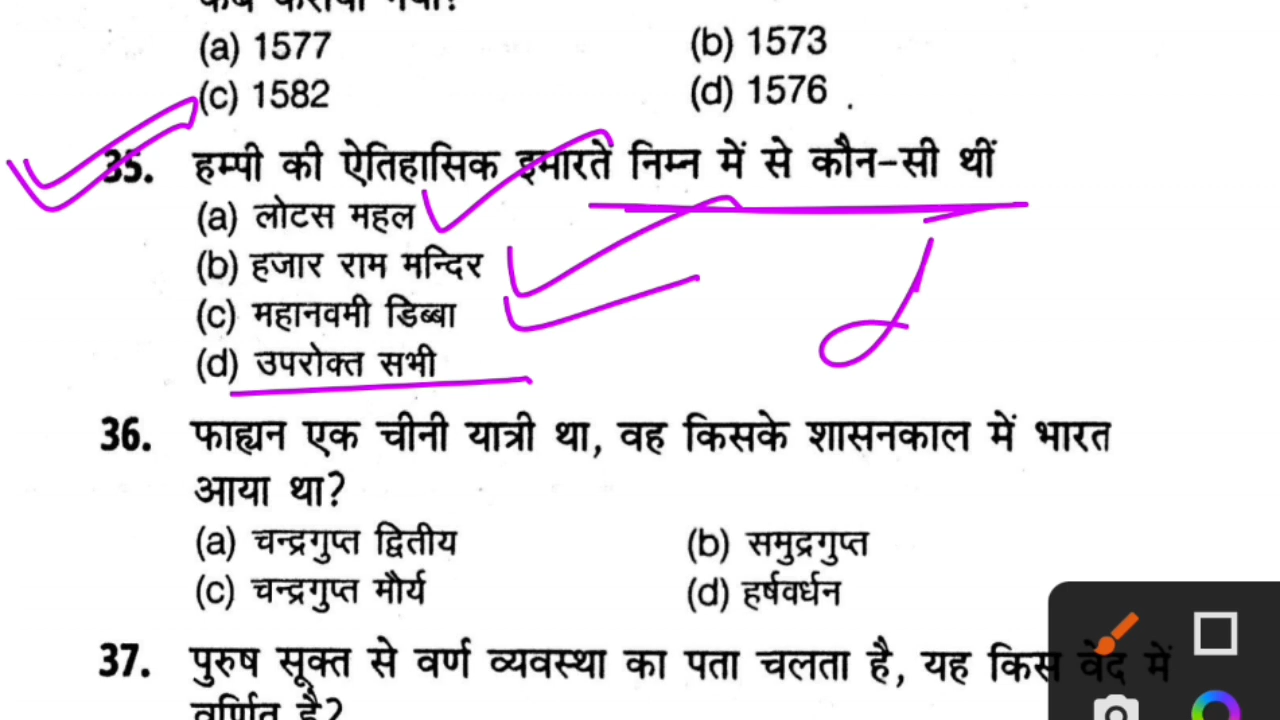 (a) 1577 (b) 1573
(c) 1582 (d) 1576
35. हम्पी की ऐतिहासिक इमारतें निम्न में से कौन-सी थीं
(a) लोटस महल
(b) हजार राम मन्दिर
(c) महानवमी डिब्बा
(d) उपरोक्त सभी
d
36. फाह्यन एक चीनी यात्री था, वह किसके शासनकाल में भारत
आया था?
(a) चन्द्रगुप्त द्वितीय (b) समुद्रगुप्त
(c) चन्द्रगुप्त मौर्य (d) हर्षवर्धन
37. पुरुष सूक्त से वर्ण व्यवस्था का पता चलता है, यह किस वेद में
वर्णित है?